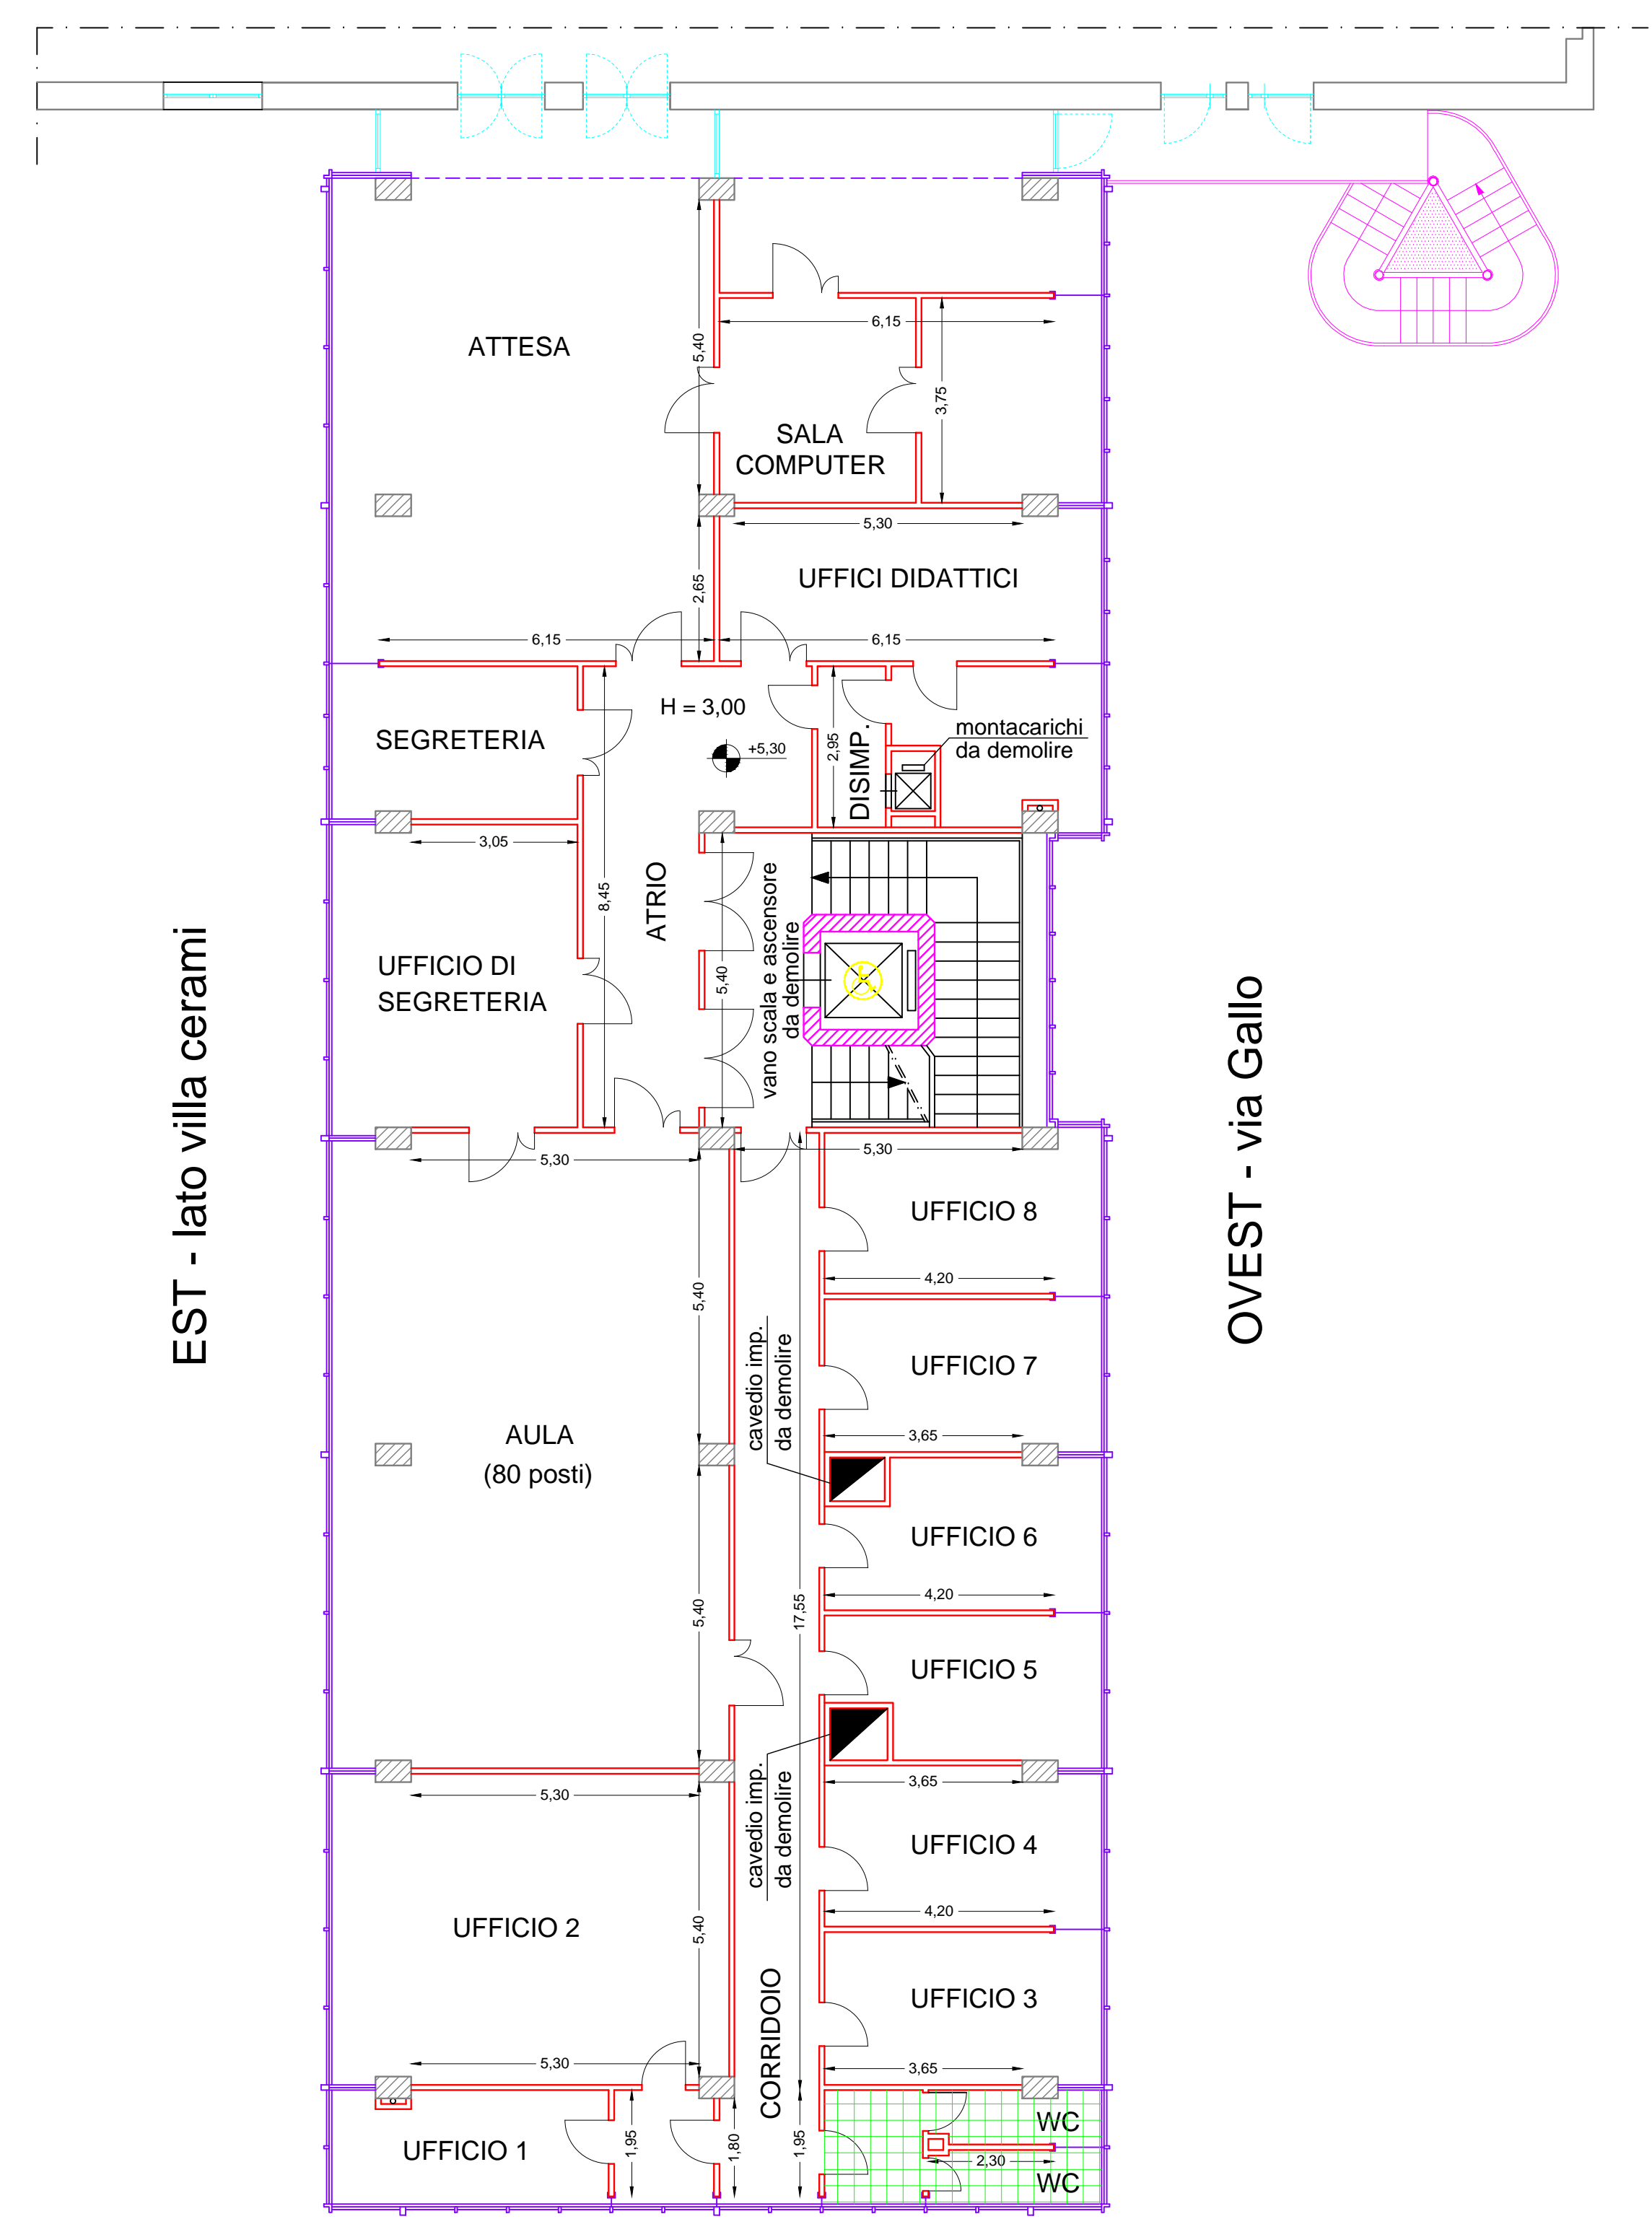 6,15
ATTESA
5,40
3,75
SALA
COMPUTER
5,30
UFFICI DIDATTICI
2,65
6,15
6,15
H = 3,00
+5,30
SEGRETERIA
2,95
DISIMP.
montacarichi
da demolire
3,05
8,45
ATRIO
5,40
vano scala e ascensore
da demolire
UFFICIO DI
SEGRETERIA
EST - lato villa cerami
OVEST - via Gallo
5,30
5,30
UFFICIO 8
4,20
5,40
cavedio imp.
da demolire
UFFICIO 7
3,65
AULA
(80 posti)
UFFICIO 6
4,20
5,40
17,55
UFFICIO 5
3,65
5,30
cavedio imp.
da demolire
UFFICIO 4
4,20
UFFICIO 2
5,40
UFFICIO 3
CORRIDOIO
5,30
3,65
WC
UFFICIO 1
1,95
1,80
1,95
2,30
WC